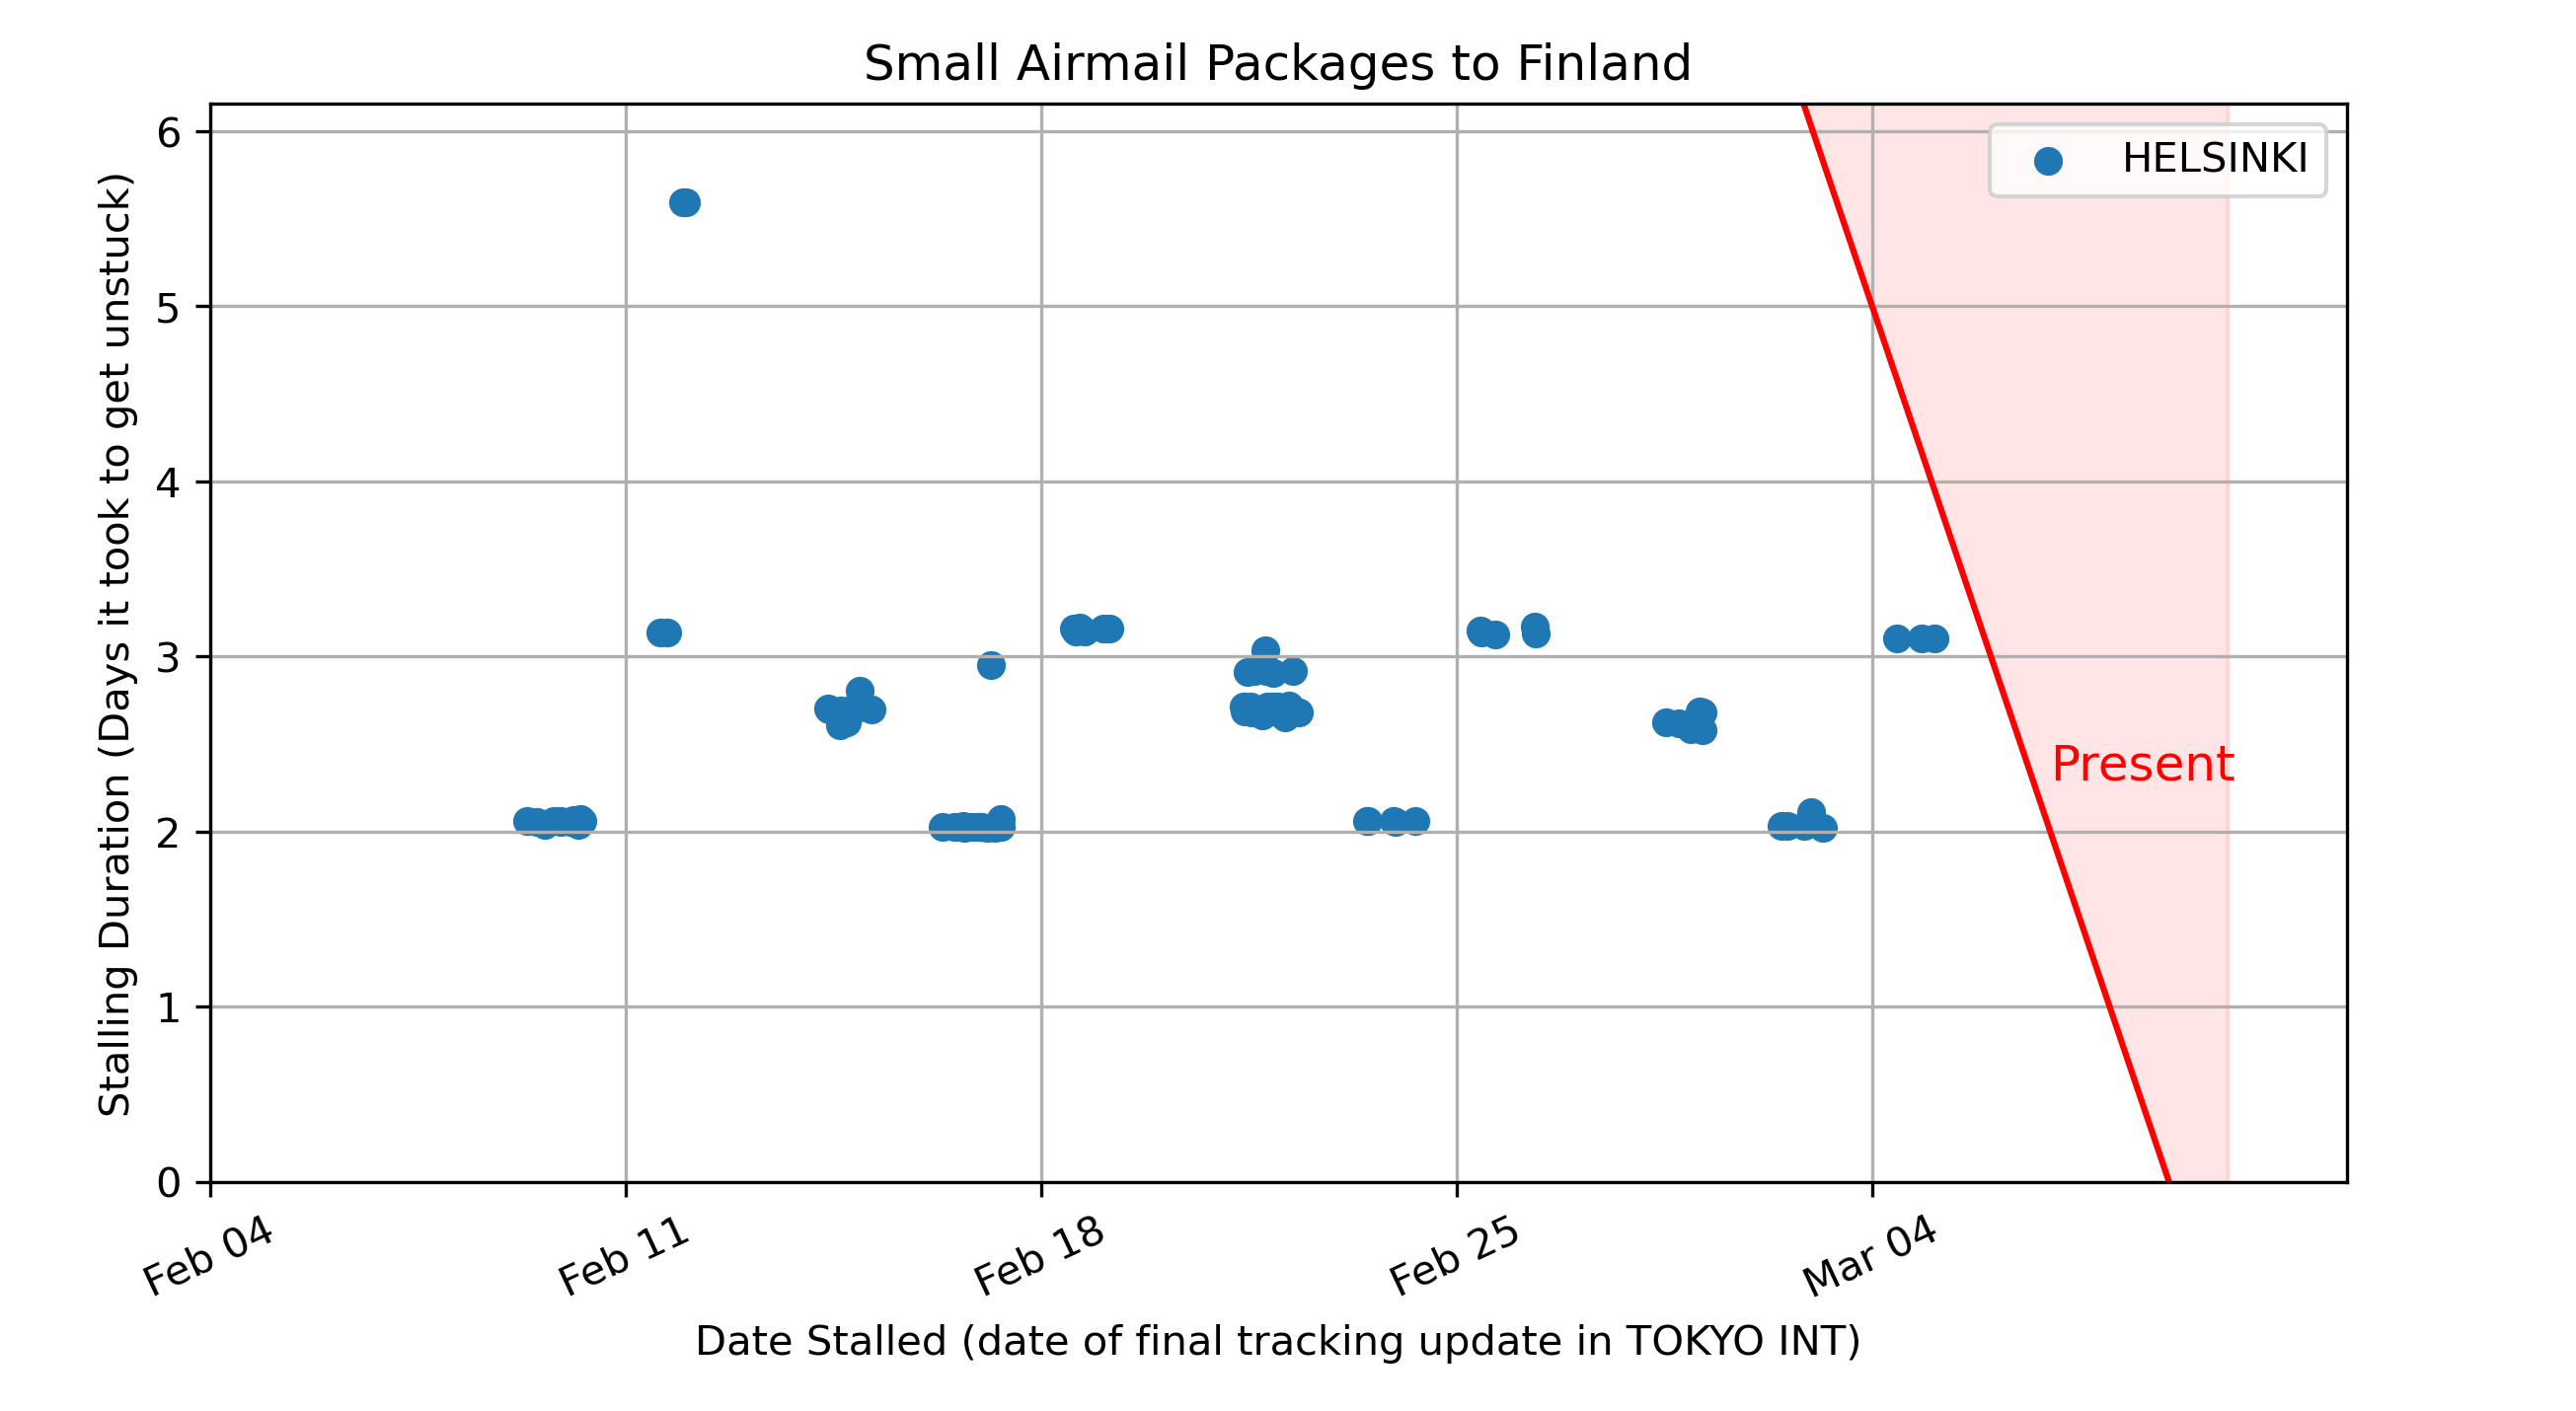 Small Airmail Packages to Finland
HELSINKI
Stalling Duration (Days it took to get unstuck)
6
5
4
3
2
1
0
Present
Feb 04
Feb 11
Feb 18
Feb 25
Mar 04
Date Stalled (date of final tracking update in TOKYO INT)